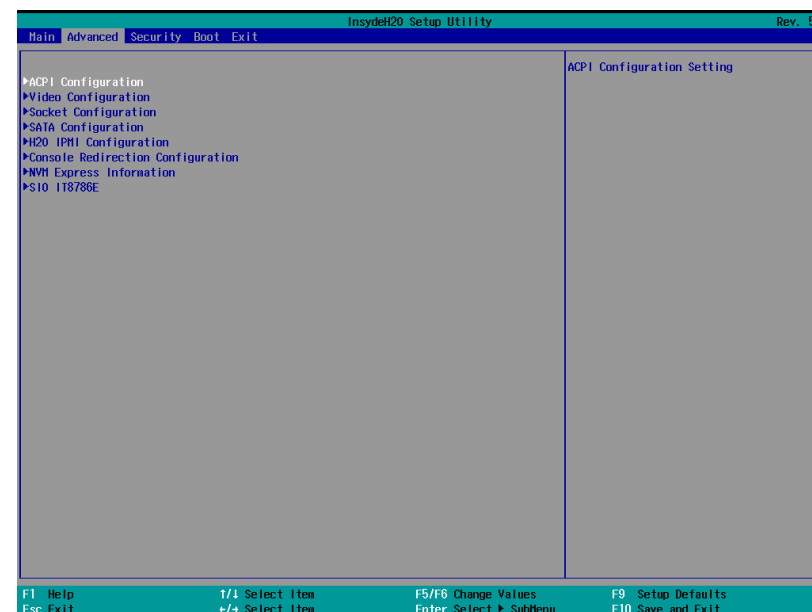 InsydeH20 Setup Utility Rev. 5
Main Advanced Security Boot Exit
ACPI Configuration
Video Configuration
Socket Configuration
SATA Configuration
H2O IPMI Configuration
Console Redirection Configuration
NVM Express Information
SIO IT8786E
ACPI Configuration Setting
F1 Help ↑/↓ Select Item F5/F6 Change Values F9 Setup Defaults
Esc Exit ←/→ Select Item Enter Select ▶ SubMenu F10 Save and Exit